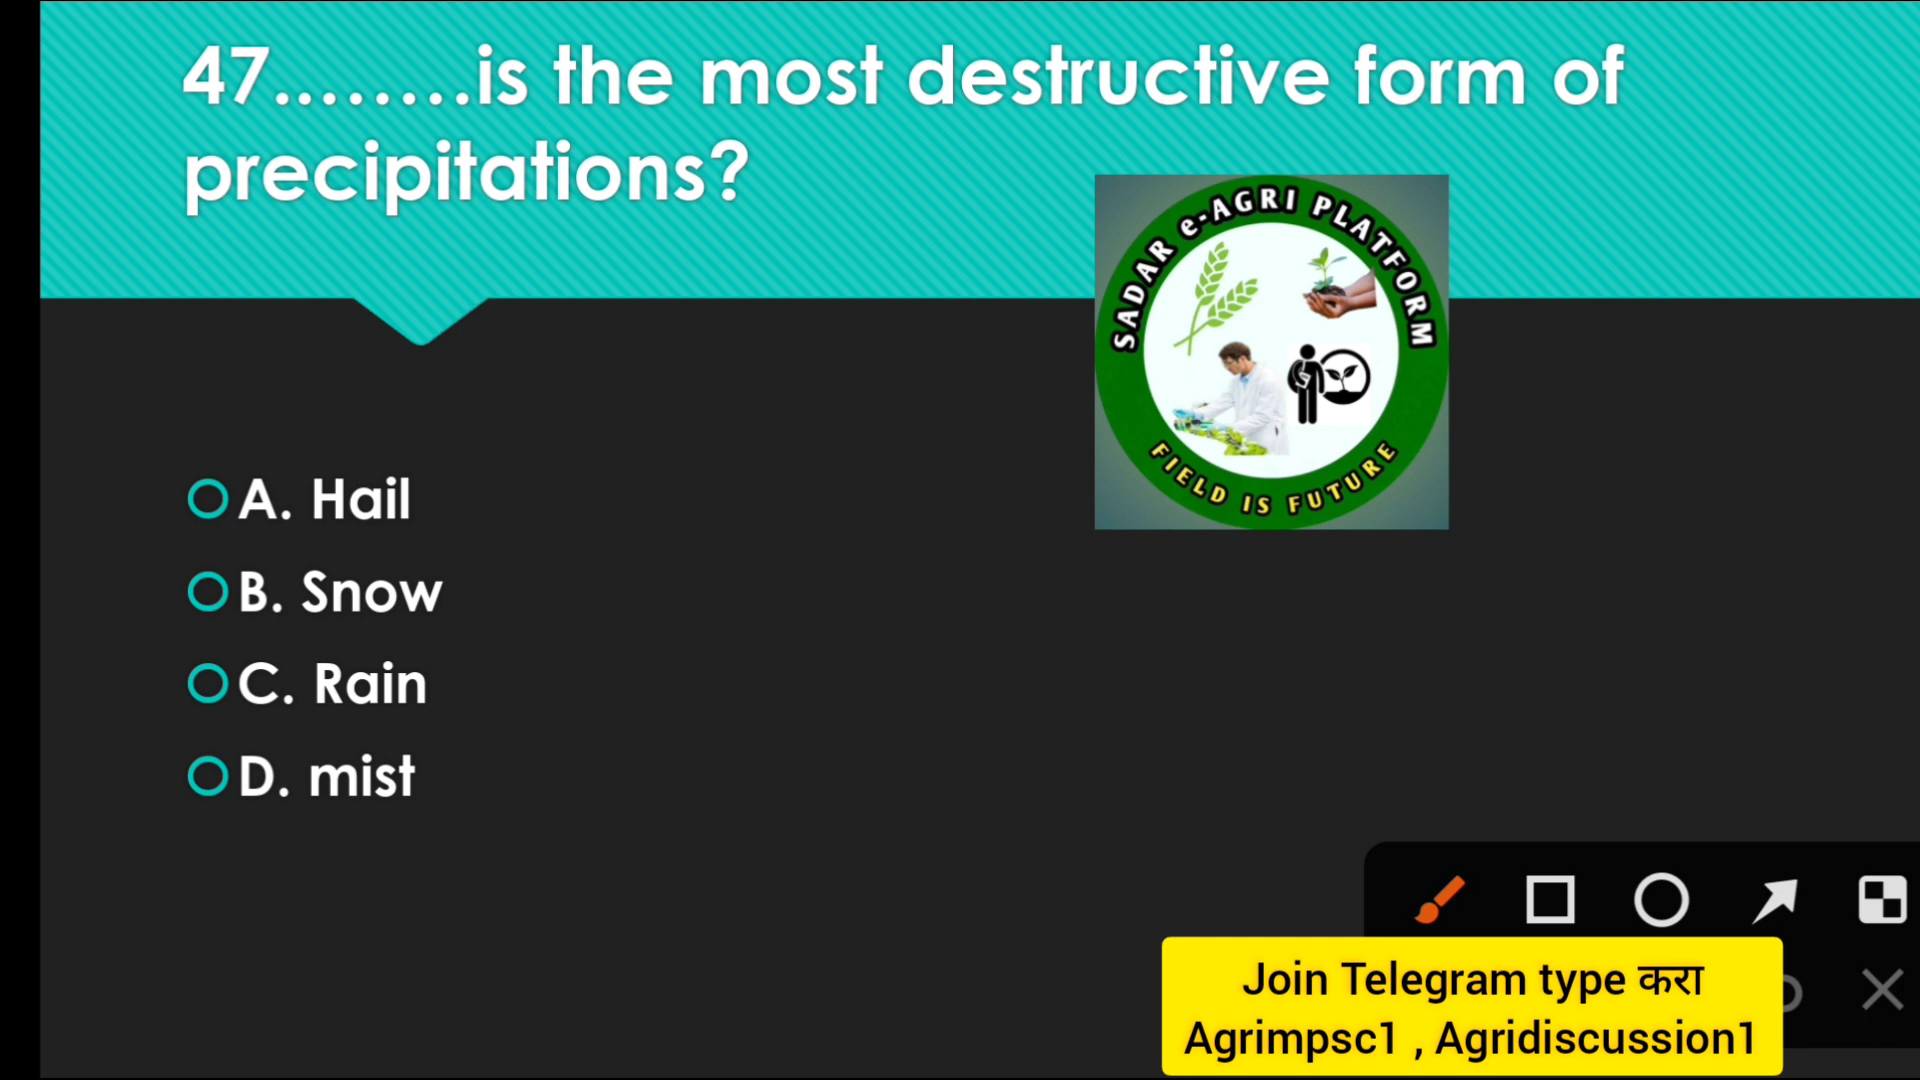 47........is the most destructive form of
precipitations?
SADAR e-AGRI PLATFORM
FIELD IS FUTURE
A. Hail
B. Snow
C. Rain
D. mist
Join Telegram type करा
Agrimpsc1 , Agridiscussion1